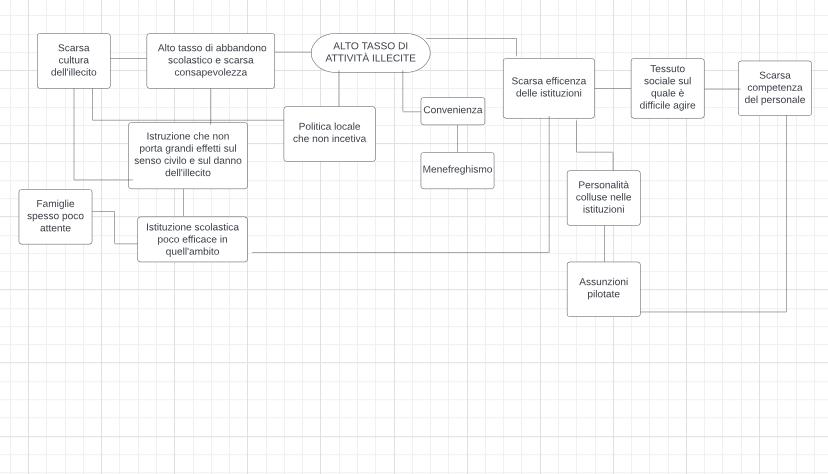 Scarsa
cultura
dell'illecito
Alto tasso di abbandono
scolastico e scarsa
consapevolezza
ALTO TASSO DI
ATTIVITÀ ILLECITE
Scarsa efficenza
delle istituzioni
Tessuto
sociale sul
quale è
difficile agire
Scarsa
competenza
del personale
Convenienza
Politica locale
che non incetiva
Istruzione che non
porta grandi effetti sul
senso civilo e sul danno
dell'illecito
Menefreghismo
Personalità
colluse nelle
istituzioni
Famiglie
spesso poco
attente
Istituzione scolastica
poco efficace in
quell'ambito
Assunzioni
pilotate